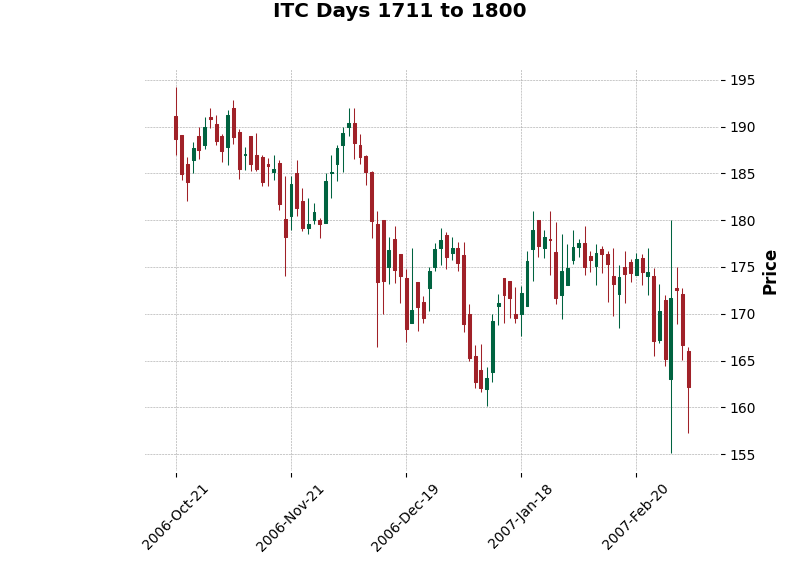 ITC Days 1711 to 1800
195
190
185
180
175
170
165
160
155
Price
2006-Oct-21
2006-Nov-21
2006-Dec-19
2007-Jan-18
2007-Feb-20